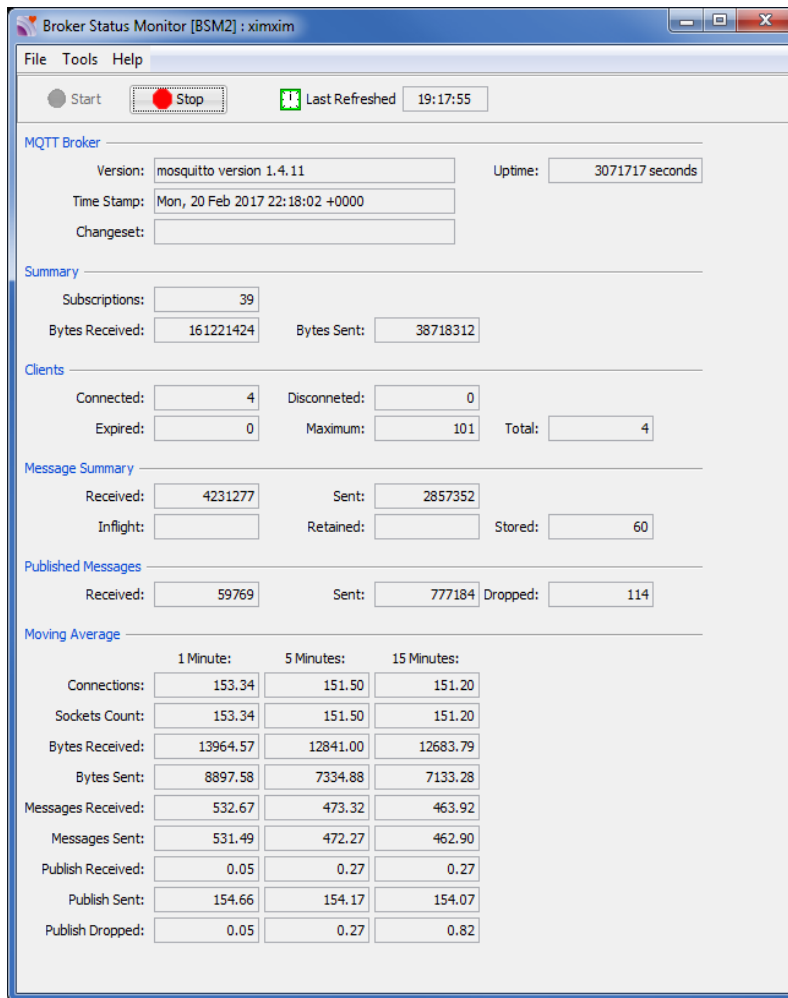 Broker Status Monitor [BSM2] : ximxim
File Tools Help
Start Stop Last Refreshed 19:17:55
MQTT Broker
Version: mosquitto version 1.4.11 Uptime: 3071717 seconds
Time Stamp: Mon, 20 Feb 2017 22:18:02 +0000
Changeset:
Summary
Subscriptions: 39
Bytes Received: 161221424 Bytes Sent: 38718312
Clients
Connected: 4 Disconneted: 0
Expired: 0 Maximum: 101 Total: 4
Message Summary
Received: 4231277 Sent: 2857352
Inflight: Retained: Stored: 60
Published Messages
Received: 59769 Sent: 777184 Dropped: 114
Moving Average
1 Minute: 5 Minutes: 15 Minutes:
Connections: 153.34 151.50 151.20
Sockets Count: 153.34 151.50 151.20
Bytes Received: 13964.57 12841.00 12683.79
Bytes Sent: 8897.58 7334.88 7133.28
Messages Received: 532.67 473.32 463.92
Messages Sent: 531.49 472.27 462.90
Publish Received: 0.05 0.27 0.27
Publish Sent: 154.66 154.17 154.07
Publish Dropped: 0.05 0.27 0.82